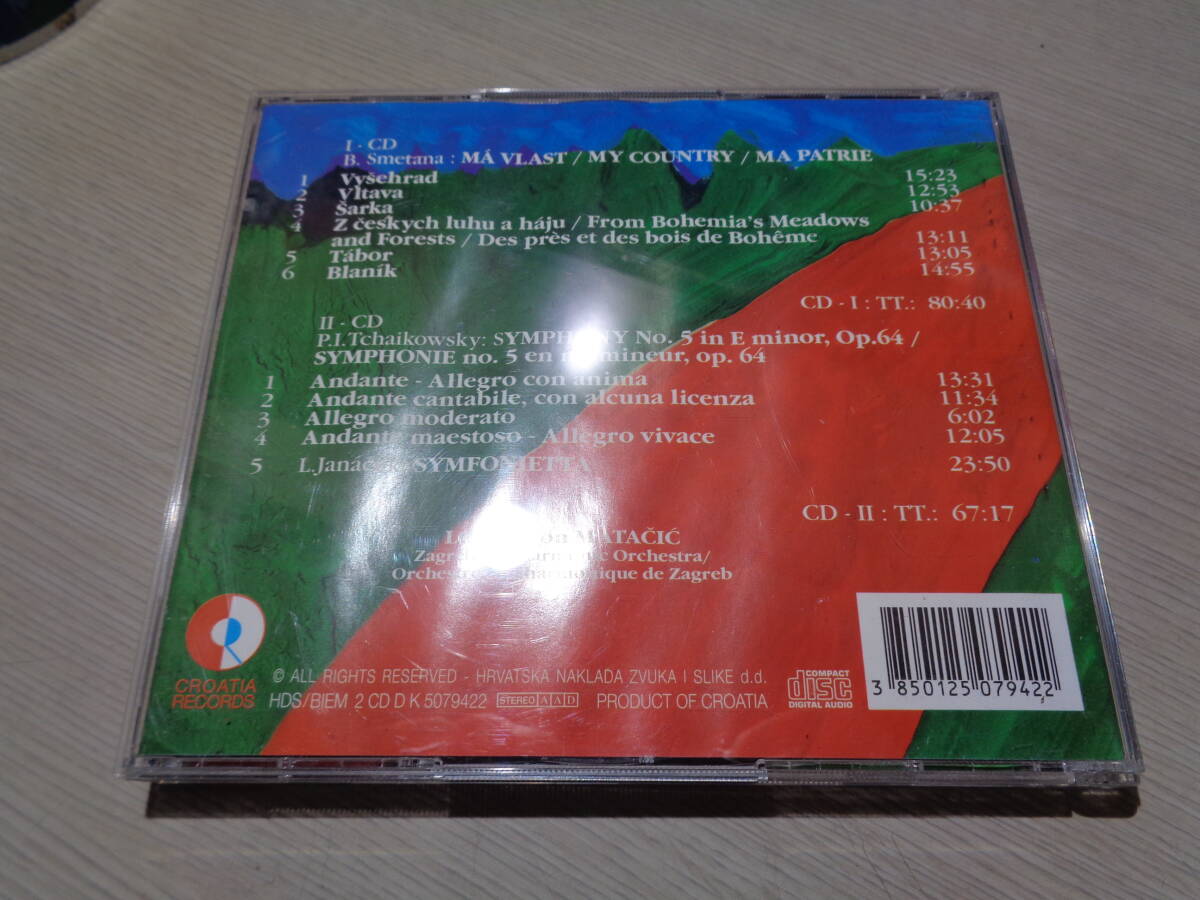 I - CD
B. Smetana : MÁ VLAST / MY COUNTRY / MA PATRIE
1 Vyšehrad 15:23
2 Vltava 12:53
3 Šarka 10:37
4 Z českych luhu a háju / From Bohemia's Meadows
and Forests / Des près et des bois de Bohême 13:11
5 Tábor 13:05
6 Blaník 14:55
CD - I : TT.: 80:40
II - CD
P.I.Tchaikowsky: SYMPHONY No. 5 in E minor, Op.64 /
SYMPHONIE no. 5 en mineur, op. 64
1 Andante - Allegro con anima 13:31
2 Andante cantabile, con alcuna licenza 11:34
3 Allegro moderato 6:02
4 Andante maestoso - Allegro vivace 12:05
5 SYMFONIETTA 23:50
CD - II : TT.: 67:17
MATAČIĆ
Orchestra/
de Zagreb
CROATIA
RECORDS
© ALL RIGHTS RESERVED - HRVATSKA NAKLADA ZVUKA I SLIKE d.d.
HDS/BIEM 2 CD D K 5079422 STEREO A A D PRODUCT OF CROATIA
COMPACT
disc
DIGITAL AUDIO
3 850125 079422